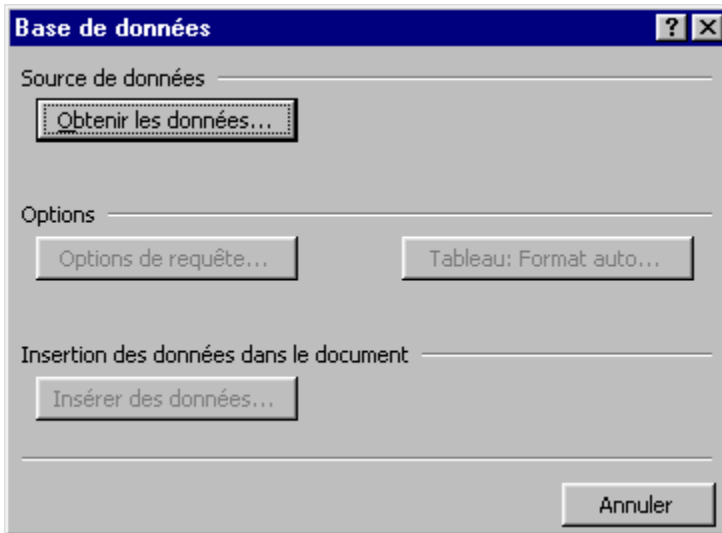 Base de données
Source de données
Obtenir les données...
Options
Options de requête...
Tableau: Format auto...
Insertion des données dans le document
Insérer des données...
Annuler